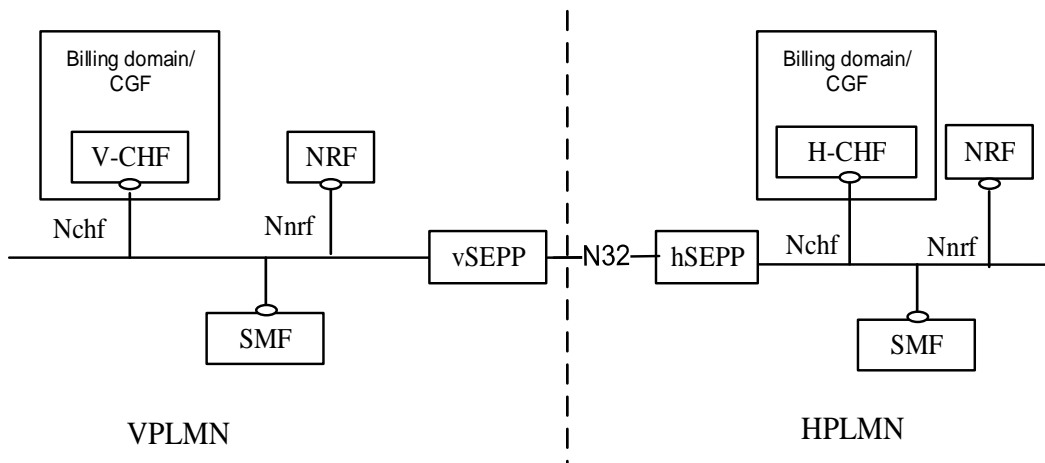 Billing domain/
CGF
V-CHF
NRF
Nchf
Nnrf
vSEPP
SMF
VPLMN
N32
Billing domain/
CGF
H-CHF
NRF
hSEPP
Nchf
Nnrf
SMF
HPLMN